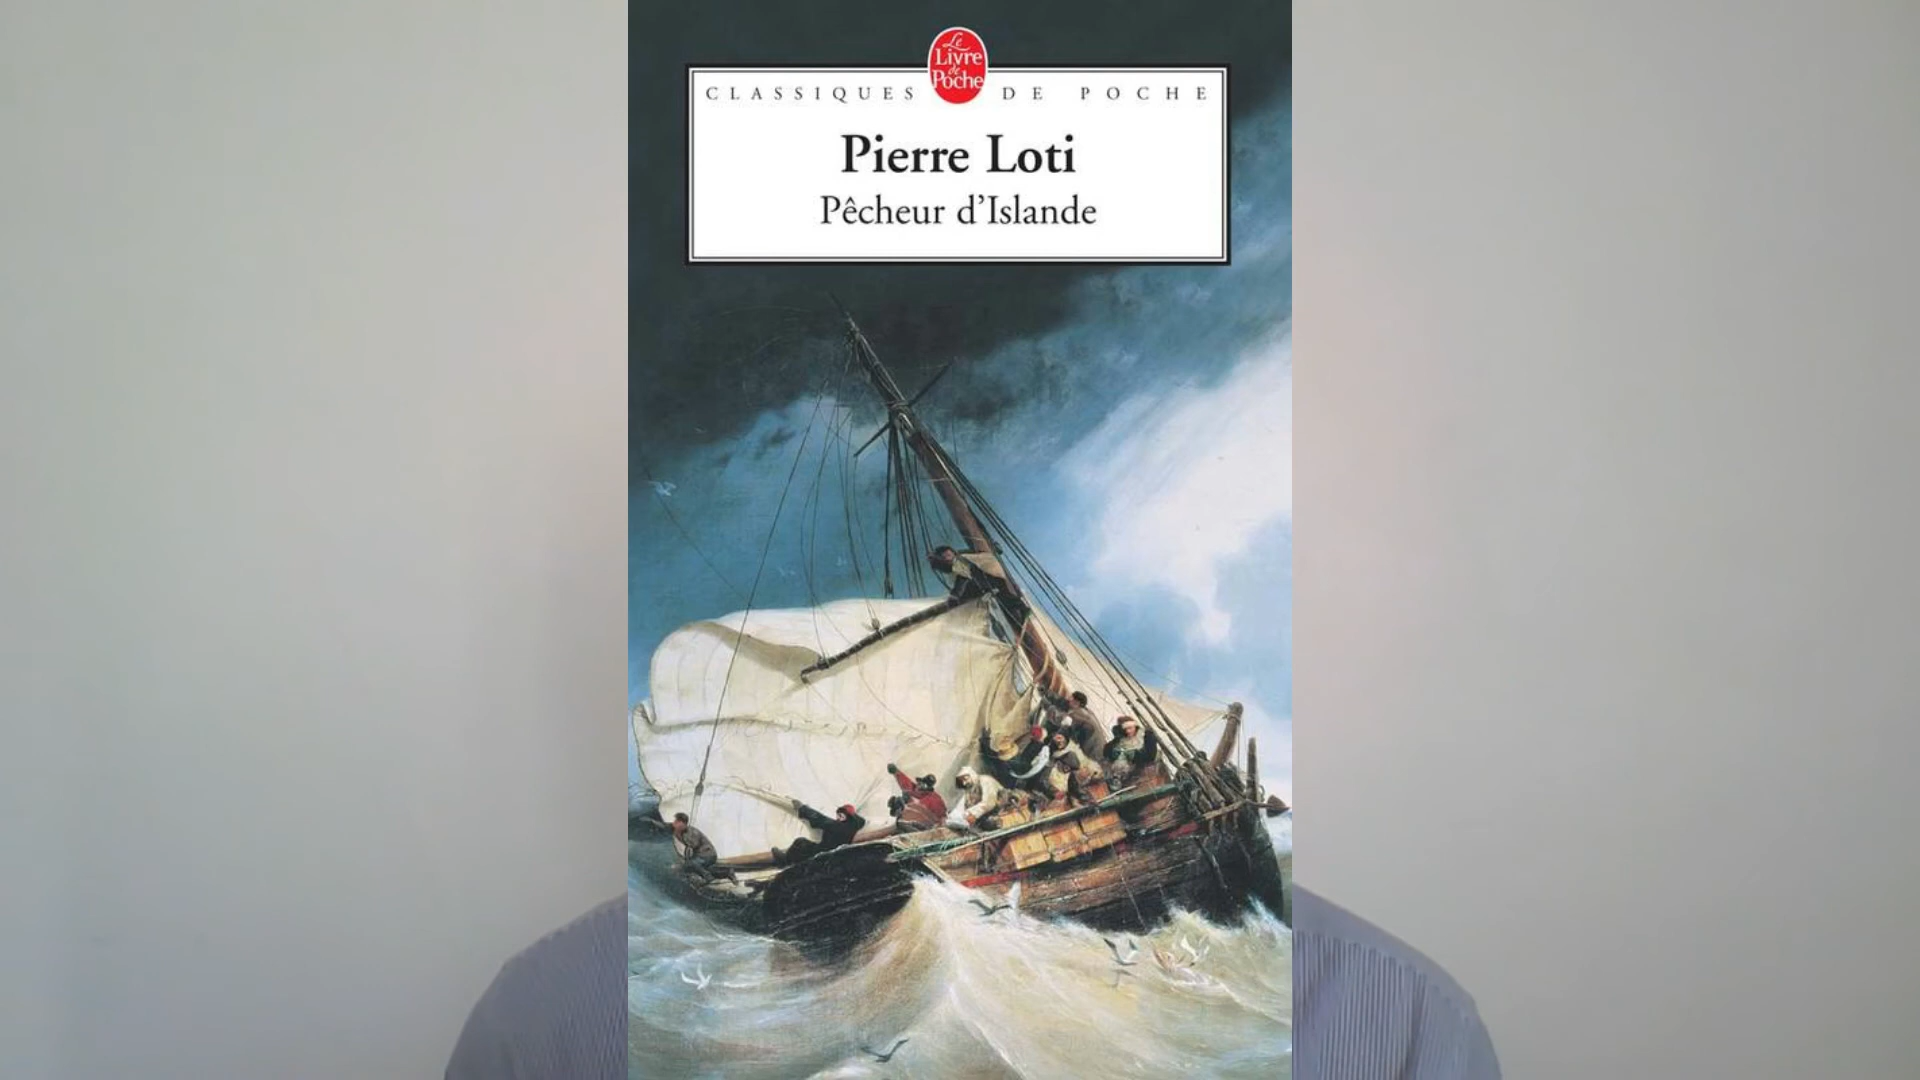 Le
Livre
de
Poche
CLASSIQUES DE POCHE
Pierre Loti
Pêcheur d'Islande